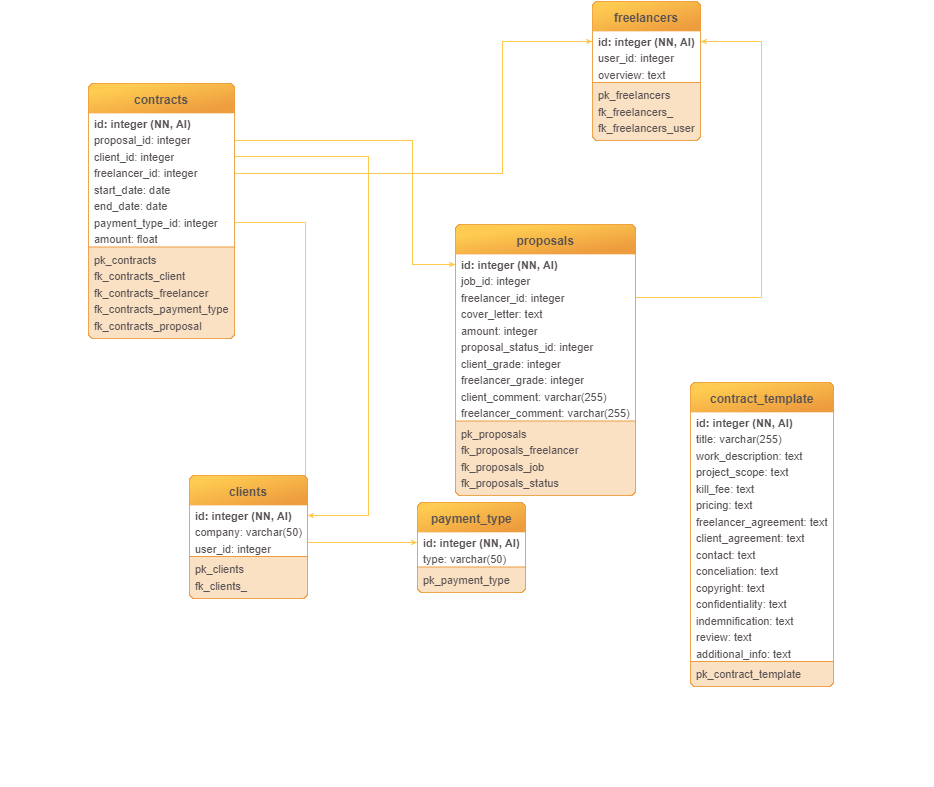 freelancers
id: integer (NN, AI)
user_id: integer
overview: text
pk_freelancers
fk_freelancers_
fk_freelancers_user
contracts
id: integer (NN, AI)
proposal_id: integer
client_id: integer
freelancer_id: integer
start_date: date
end_date: date
payment_type_id: integer
amount: float
pk_contracts
fk_contracts_client
fk_contracts_freelancer
fk_contracts_payment_type
fk_contracts_proposal
proposals
id: integer (NN, AI)
job_id: integer
freelancer_id: integer
cover_letter: text
amount: integer
proposal_status_id: integer
client_grade: integer
freelancer_grade: integer
client_comment: varchar(255)
freelancer_comment: varchar(255)
pk_proposals
fk_proposals_freelancer
fk_proposals_job
fk_proposals_status
contract_template
id: integer (NN, AI)
title: varchar(255)
work_description: text
project_scope: text
kill_fee: text
pricing: text
freelancer_agreement: text
client_agreement: text
contact: text
conceliation: text
copyright: text
confidentiality: text
indemnification: text
review: text
additional_info: text
pk_contract_template
clients
id: integer (NN, AI)
company: varchar(50)
user_id: integer
pk_clients
fk_clients_
payment_type
id: integer (NN, AI)
type: varchar(50)
pk_payment_type